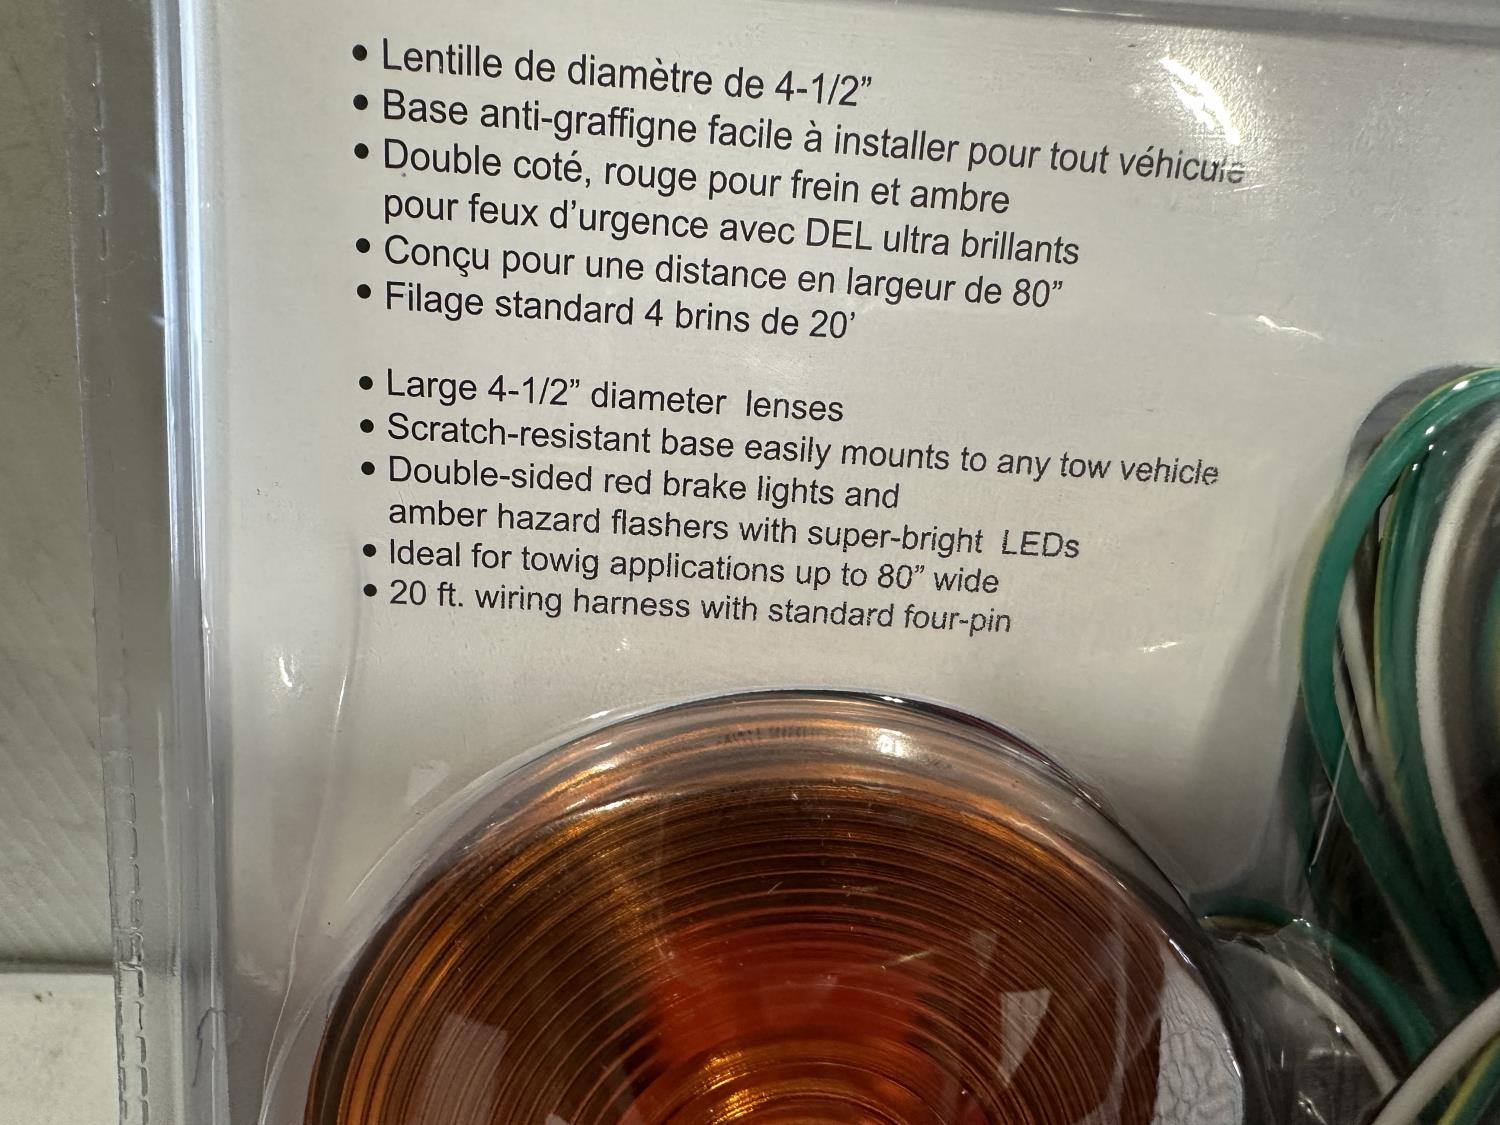 • Lentille de diamètre de 4-1/2”
• Base anti-graffigne facile à installer pour tout véhicule
• Double coté, rouge pour frein et ambre
pour feux d’urgence avec DEL ultra brillants
• Conçu pour une distance en largeur de 80”
• Filage standard 4 brins de 20’
• Large 4-1/2” diameter lenses
• Scratch-resistant base easily mounts to any tow vehicle
• Double-sided red brake lights and
amber hazard flashers with super-bright LEDs
• Ideal for towig applications up to 80” wide
• 20 ft. wiring harness with standard four-pin